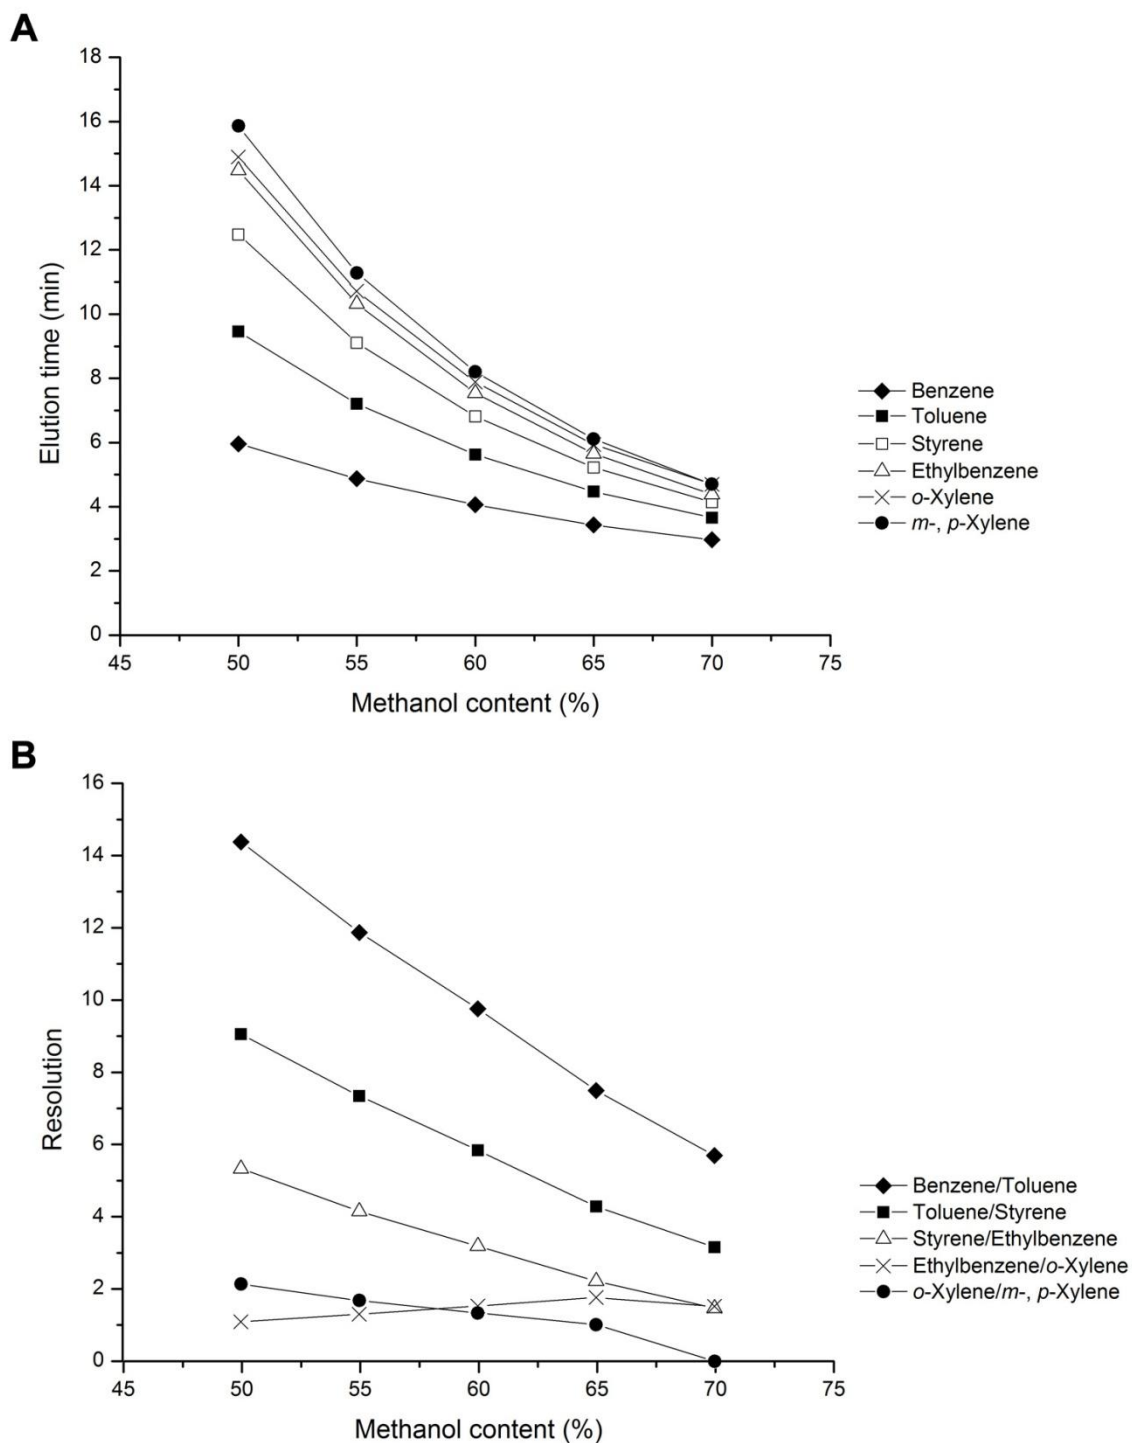 A
18
16
14
12
10
8
6
4
2
0
Elution time (min)
45 50 55 60 65 70 75
Methanol content (%)
Benzene
Toluene
Styrene
Ethylbenzene
o-Xylene
m-, p-Xylene
B
16
14
12
10
8
6
4
2
0
Resolution
45 50 55 60 65 70 75
Methanol content (%)
Benzene/Toluene
Toluene/Styrene
Styrene/Ethylbenzene
Ethylbenzene/o-Xylene
o-Xylene/m-, p-Xylene